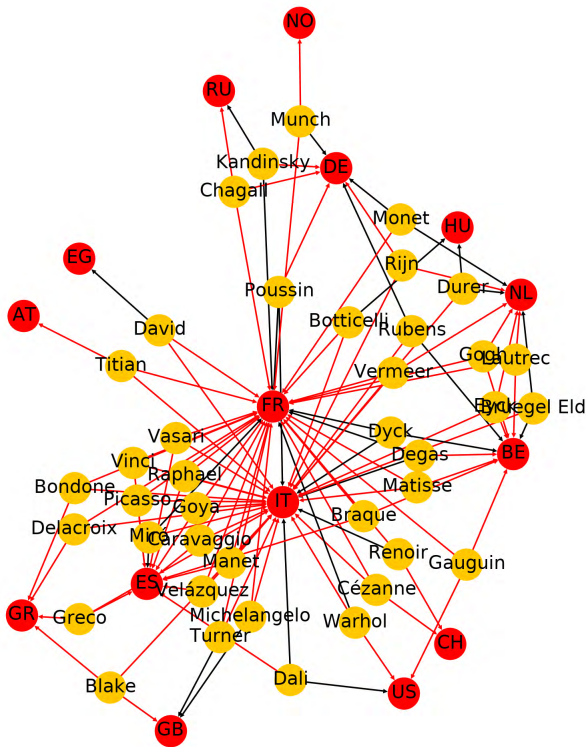 NO
RU
Munch
Kandinsky
DE
Chagall
Monet
HU
EG
Rijn
Poussin
Durer
NL
AT
David
Botticelli
Rubens
Titian
Vermeer
Gogh
Lautrec
FR
Eyck
Bruegel Eld
Vasari
Dyck
Degas
BE
Vinci
Raphael
Bondone
Picasso
Matisse
IT
Goya
Braque
Delacroix
Miró
Caravaggio
Renoir
Manet
Gauguin
ES
Velázquez
Cézanne
GR
Greco
Michelangelo
Warhol
Turner
CH
Blake
Dali
US
GB